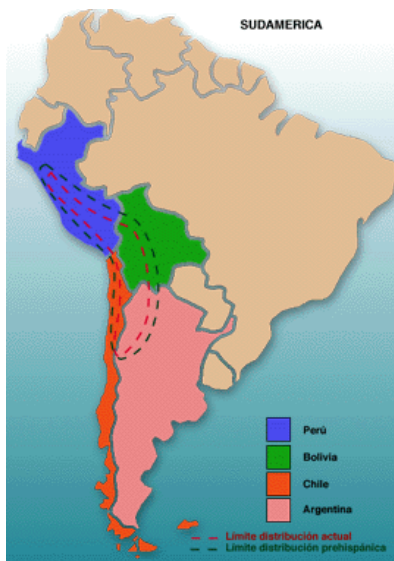 SUDAMERICA
Perú
Bolivia
Chile
Argentina
Límite distribución actual
Límite distribución prehispánica